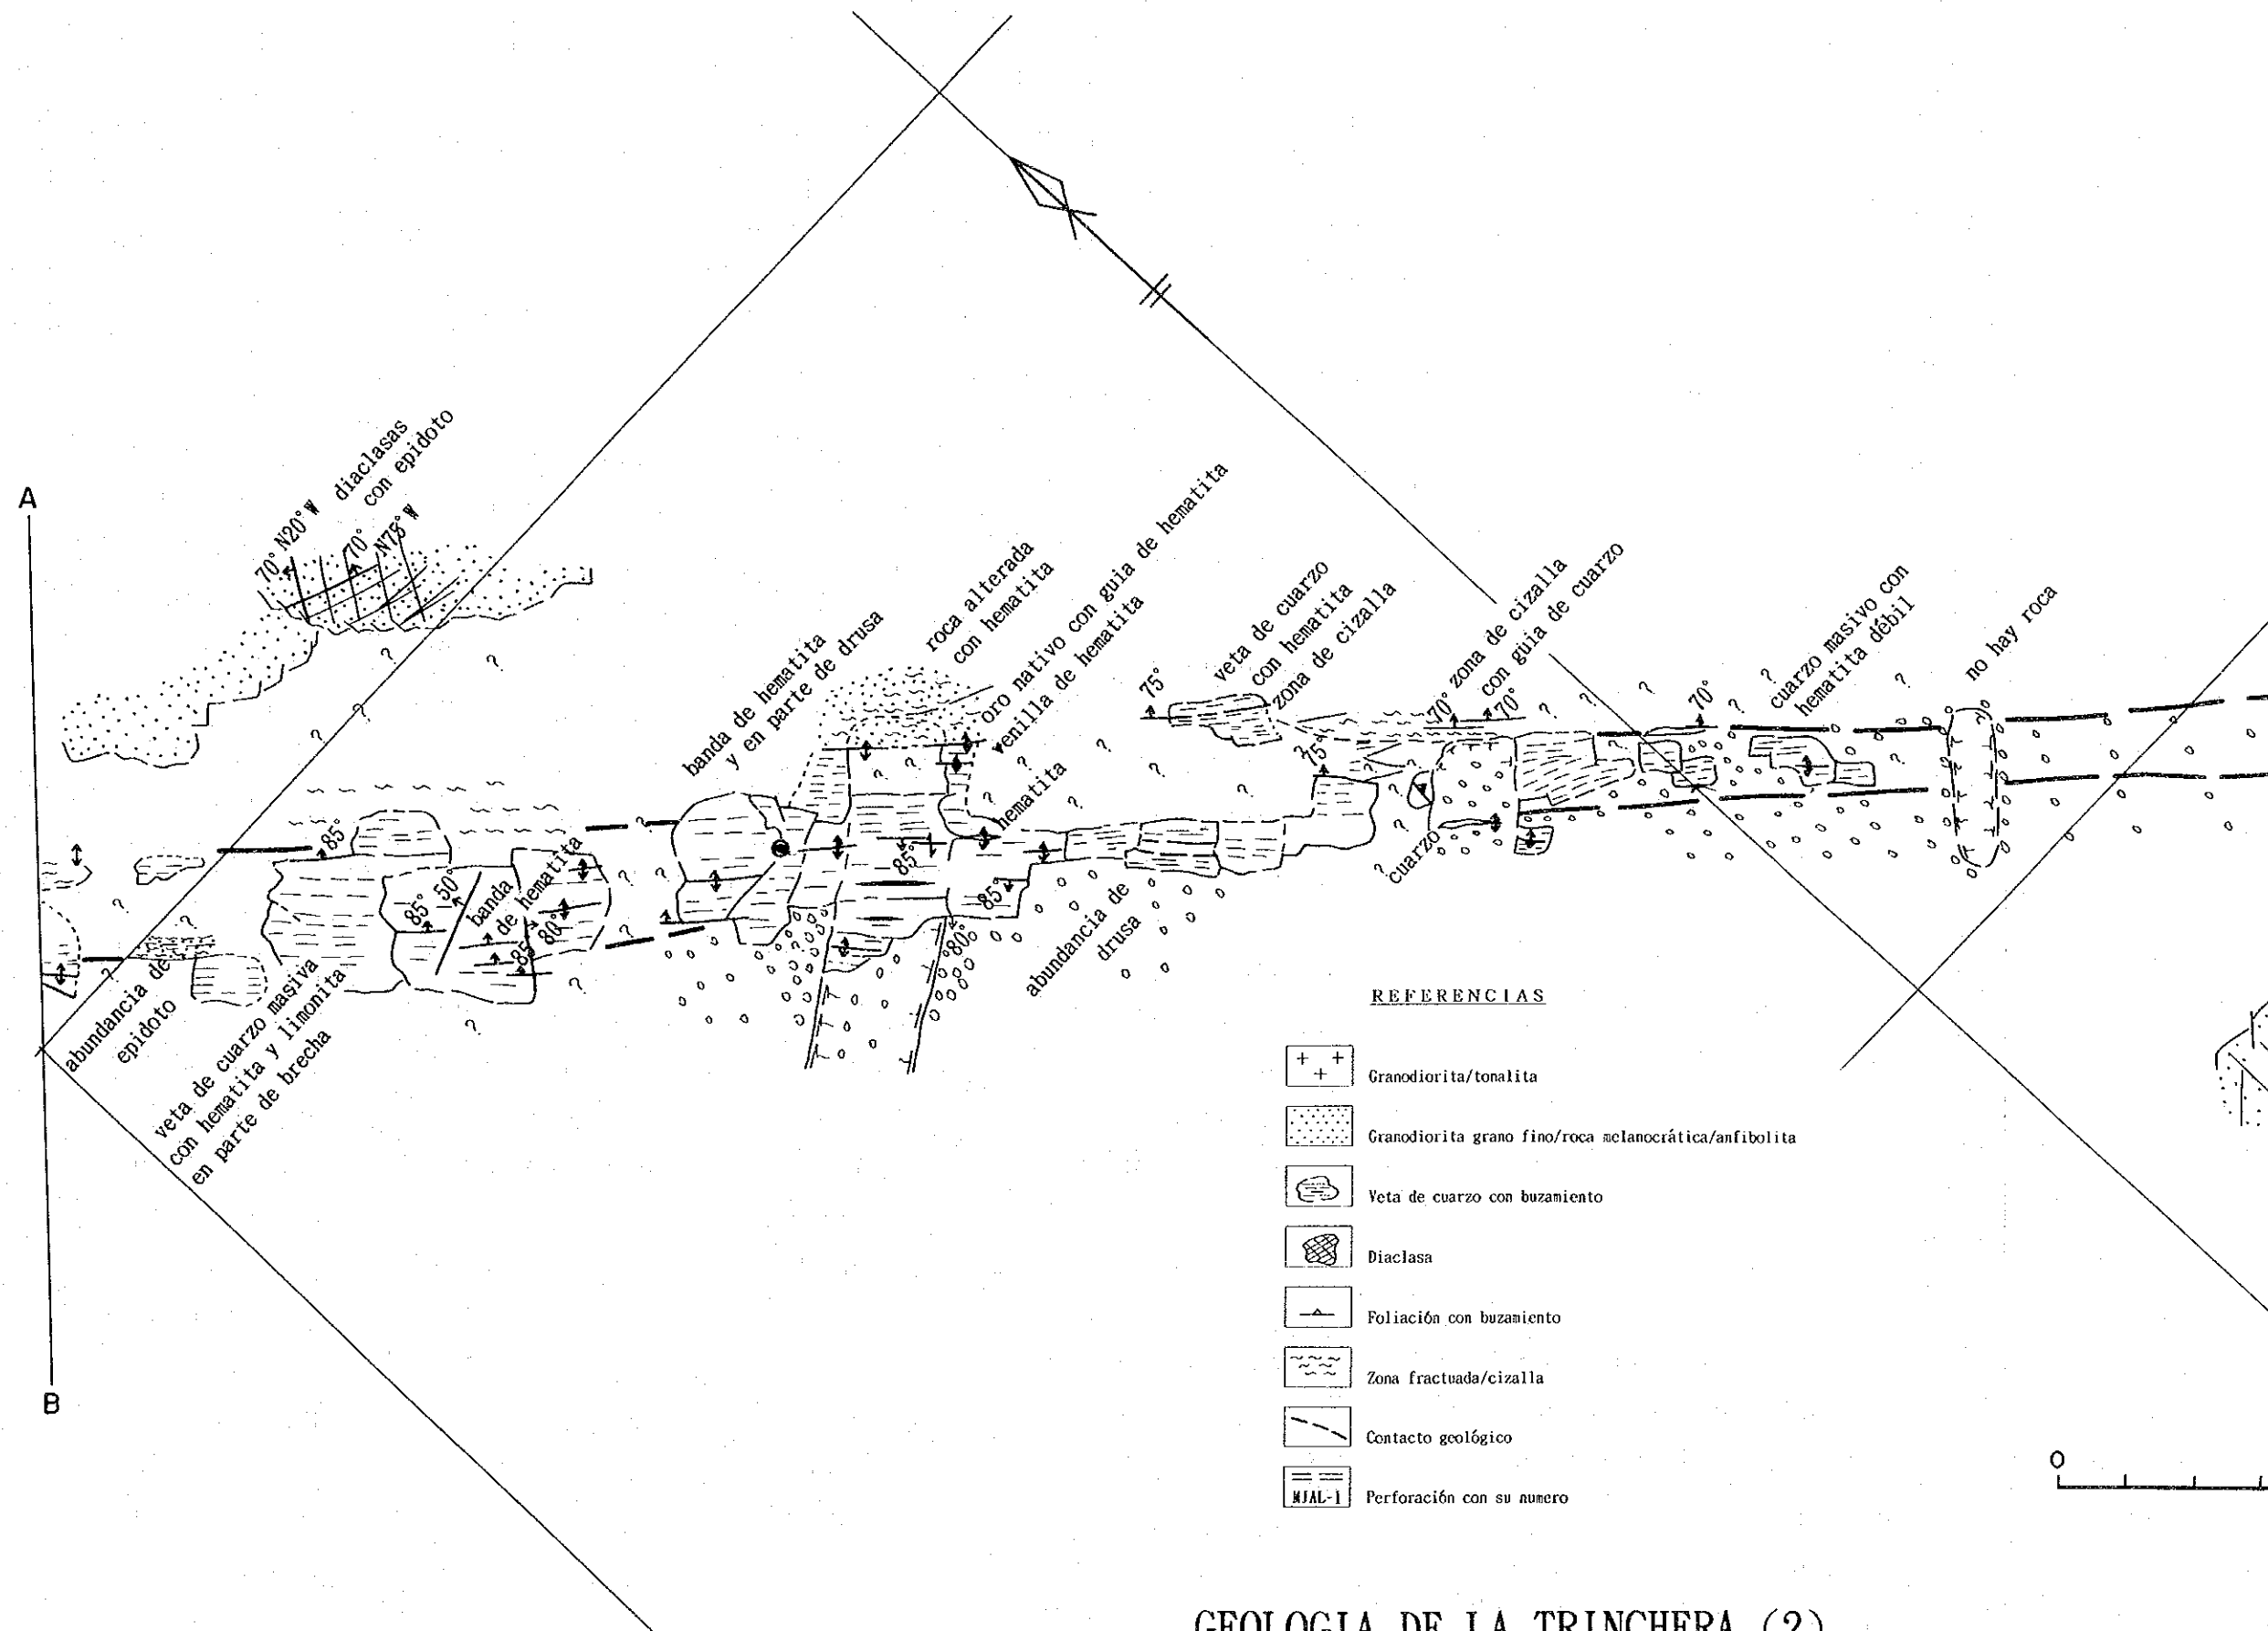 A
70° N20°W
diaclasas
con epidoto
70°
N75°W
85°
85°
50°
banda
de hematita
85°
80°
abundancia de
epidoto
veta de cuarzo masiva
con hematita y limonita
en parte de brecha
B
banda de hematita
y en parte de drusa
roca alterada
con hematita
oro nativo con guia de hematita
venilla de hematita
hematita
85°
85°
80°
abundancia de
drusa
75°
veta de cuarzo
con hematita
zona de cizalla
75°
70° zona de cizalla
con guia de cuarzo
70°
cuarzo
70°
cuarzo masivo con
hematita débil
no hay roca
REFERENCIAS
Granodiorita/tonalita
Granodiorita grano fino/roca melanocrática/anfibolita
Veta de cuarzo con buzamiento
Diaclasa
Foliación con buzamiento
Zona fractuada/cizalla
Contacto geológico
MJAL-1 Perforación con su numero
0
GEOLOGIA DE LA TRINCHERA (2)